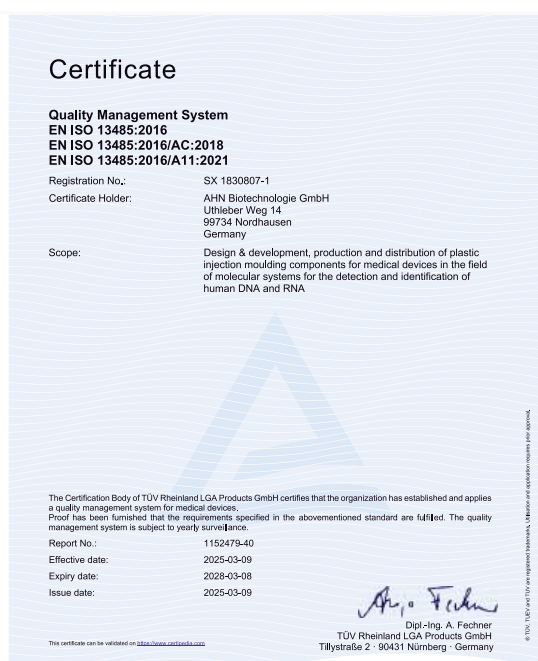 Certificate
Quality Management System
EN ISO 13485:2016
EN ISO 13485:2016/AC:2018
EN ISO 13485:2016/A11:2021
Registration No.: SX 1830807-1
Certificate Holder: AHN Biotechnologie GmbH
Uthleber Weg 14
99734 Nordhausen
Germany
Scope: Design & development, production and distribution of plastic
injection moulding components for medical devices in the field
of molecular systems for the detection and identification of
human DNA and RNA
The Certification Body of TÜV Rheinland LGA Products GmbH certifies that the organization has established and applies
a quality management system for medical devices.
Proof has been furnished that the requirements specified in the abovementioned standard are fulfilled. The quality
management system is subject to yearly surveillance.
Report No.: 1152479-40
Effective date: 2025-03-09
Expiry date: 2028-03-08
Issue date: 2025-03-09
Dipl.-Ing. A. Fechner
TÜV Rheinland LGA Products GmbH
Tillystraße 2 · 90431 Nürnberg · Germany
This certificate can be validated on https://www.certipedia.com
® TÜV, TUEV and TUV are registered trademarks. Utilisation and application requires prior approval.